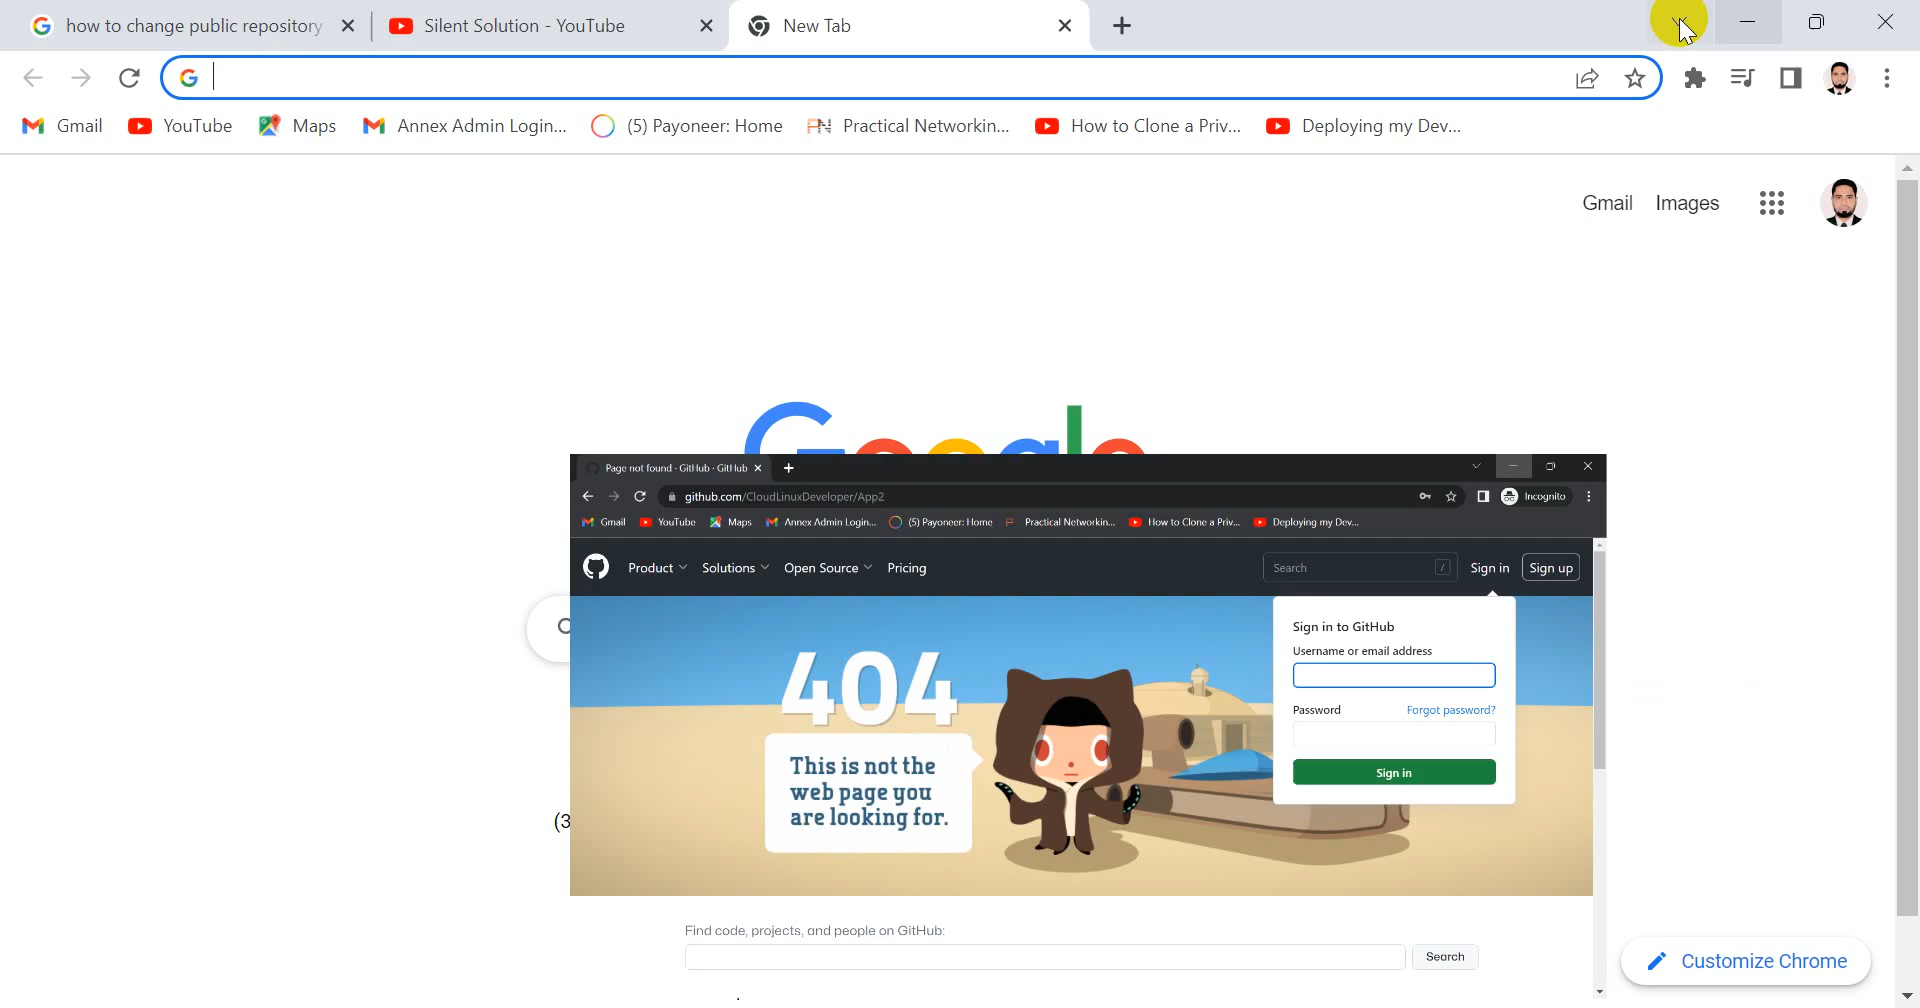 how to change public repository
Silent Solution - YouTube
New Tab
Gmail
YouTube
Maps
Annex Admin Login...
(5) Payoneer: Home
Practical Networkin...
How to Clone a Priv...
Deploying my Dev...
Gmail
Images
Google
Page not found · GitHub · GitHub
github.com/CloudLinuxDeveloper/App2
Incognito
Gmail
YouTube
Maps
Annex Admin Login...
(5) Payoneer: Home
Practical Networkin...
How to Clone a Priv...
Deploying my Dev...
Product
Solutions
Open Source
Pricing
Search /
Sign in
Sign up
404
This is not the
web page you
are looking for.
Sign in to GitHub
Username or email address
Password
Forgot password?
Sign in
(3
Find code, projects, and people on GitHub:
Search
Customize Chrome